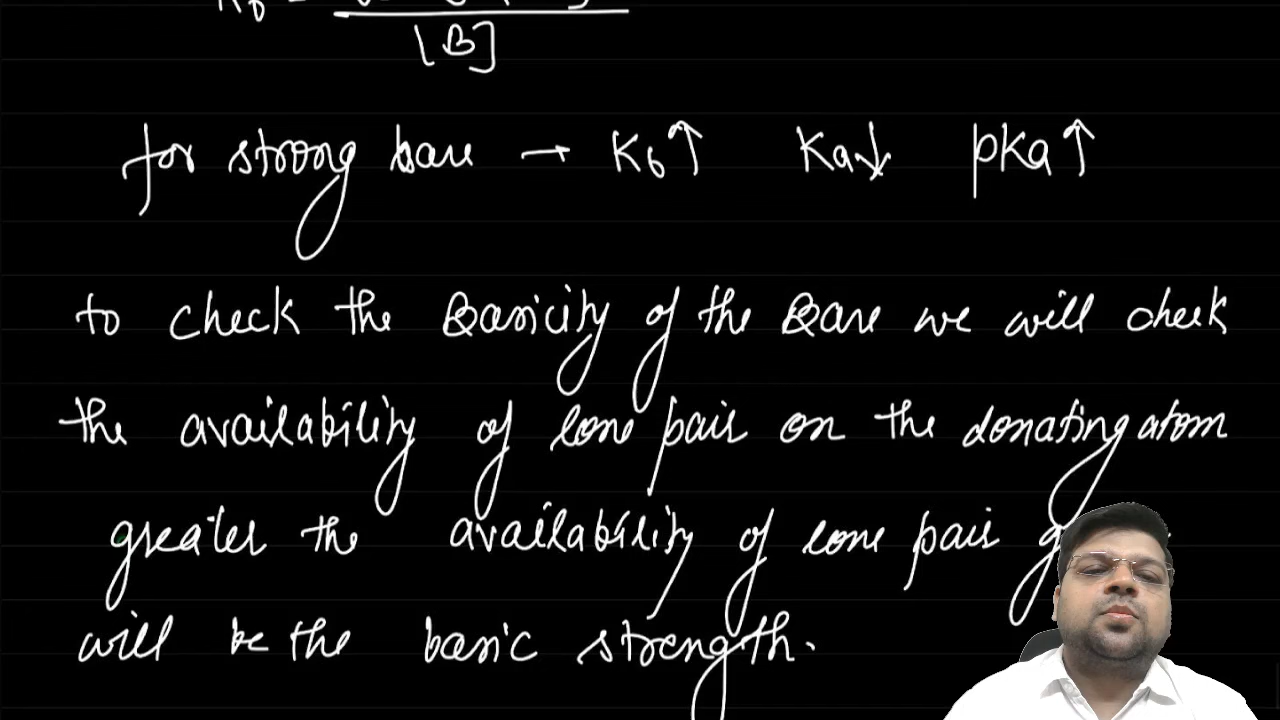 [B]
for strong base → Kb↑ Ka↓ pKa↑
to check the Basicity of the Base we will check
the availability of lone pair on the donating atom
greater the availability of lone pair
will be the basic strength.